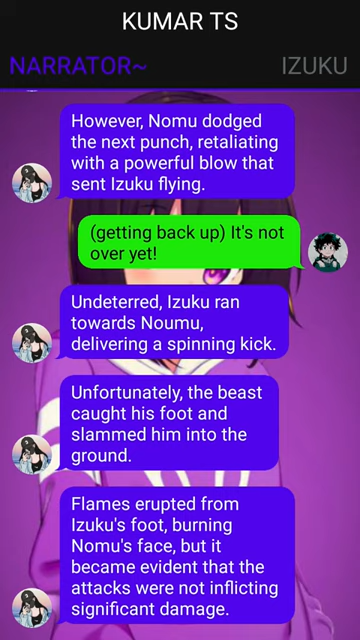 KUMAR TS
NARRATOR~ IZUKU
However, Nomu dodged
the next punch, retaliating
with a powerful blow that
sent Izuku flying.
(getting back up) It's not
over yet!
Undeterred, Izuku ran
towards Noumu,
delivering a spinning kick.
Unfortunately, the beast
caught his foot and
slammed him into the
ground.
Flames erupted from
Izuku's foot, burning
Nomu's face, but it
became evident that the
attacks were not inflicting
significant damage.